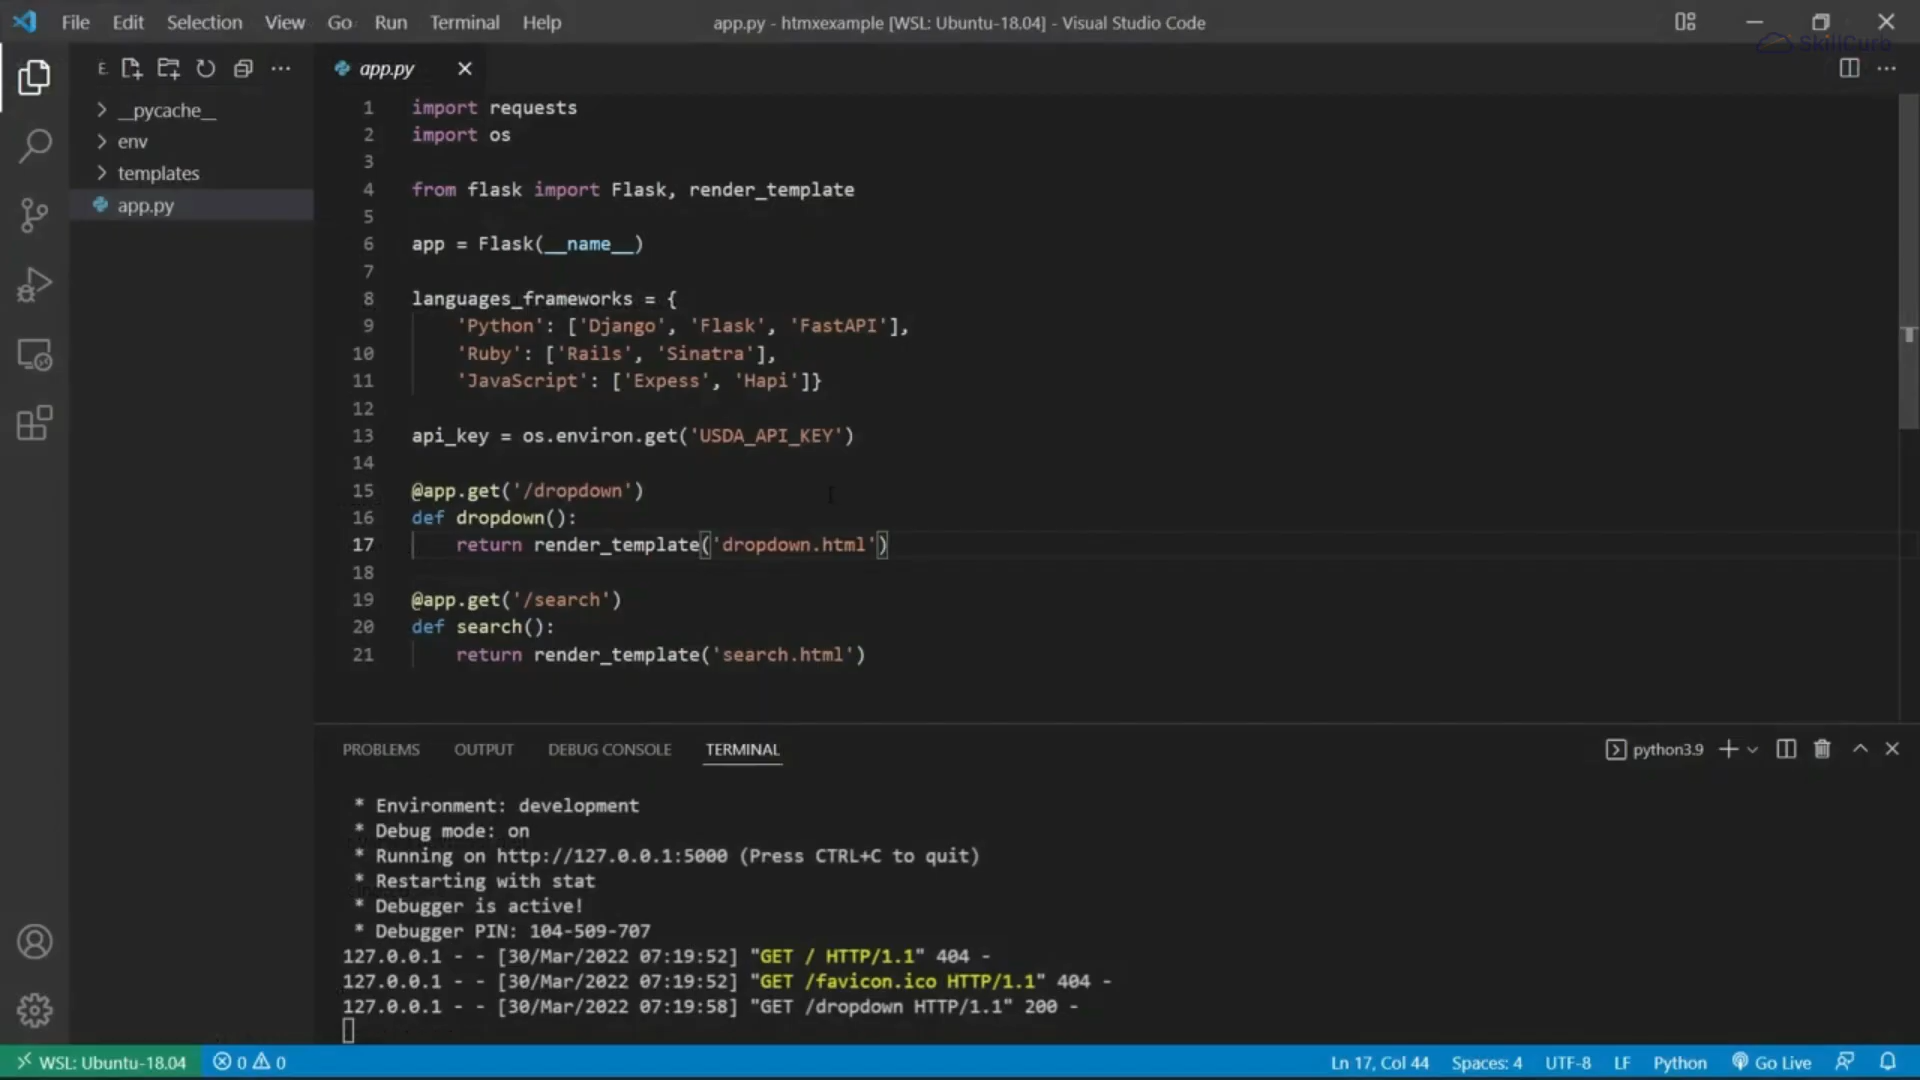 File Edit Selection View Go Run Terminal Help
app.py - htmxexample [WSL: Ubuntu-18.04] - Visual Studio Code
SkillCurb
E
__pycache__
env
templates
app.py
app.py
1 import requests
2 import os
3
4 from flask import Flask, render_template
5
6 app = Flask(__name__)
7
8 languages_frameworks = {
9 'Python': ['Django', 'Flask', 'FastAPI'],
10 'Ruby': ['Rails', 'Sinatra'],
11 'JavaScript': ['Expess', 'Hapi']}
12
13 api_key = os.environ.get('USDA_API_KEY')
14
15 @app.get('/dropdown')
16 def dropdown():
17 return render_template('dropdown.html')
18
19 @app.get('/search')
20 def search():
21 return render_template('search.html')
PROBLEMS OUTPUT DEBUG CONSOLE TERMINAL
python3.9
* Environment: development
* Debug mode: on
* Running on http://127.0.0.1:5000 (Press CTRL+C to quit)
* Restarting with stat
* Debugger is active!
* Debugger PIN: 104-509-707
127.0.0.1 - - [30/Mar/2022 07:19:52] "GET / HTTP/1.1" 404 -
127.0.0.1 - - [30/Mar/2022 07:19:52] "GET /favicon.ico HTTP/1.1" 404 -
127.0.0.1 - - [30/Mar/2022 07:19:58] "GET /dropdown HTTP/1.1" 200 -
WSL: Ubuntu-18.04 0 0 Ln 17, Col 44 Spaces: 4 UTF-8 LF Python Go Live